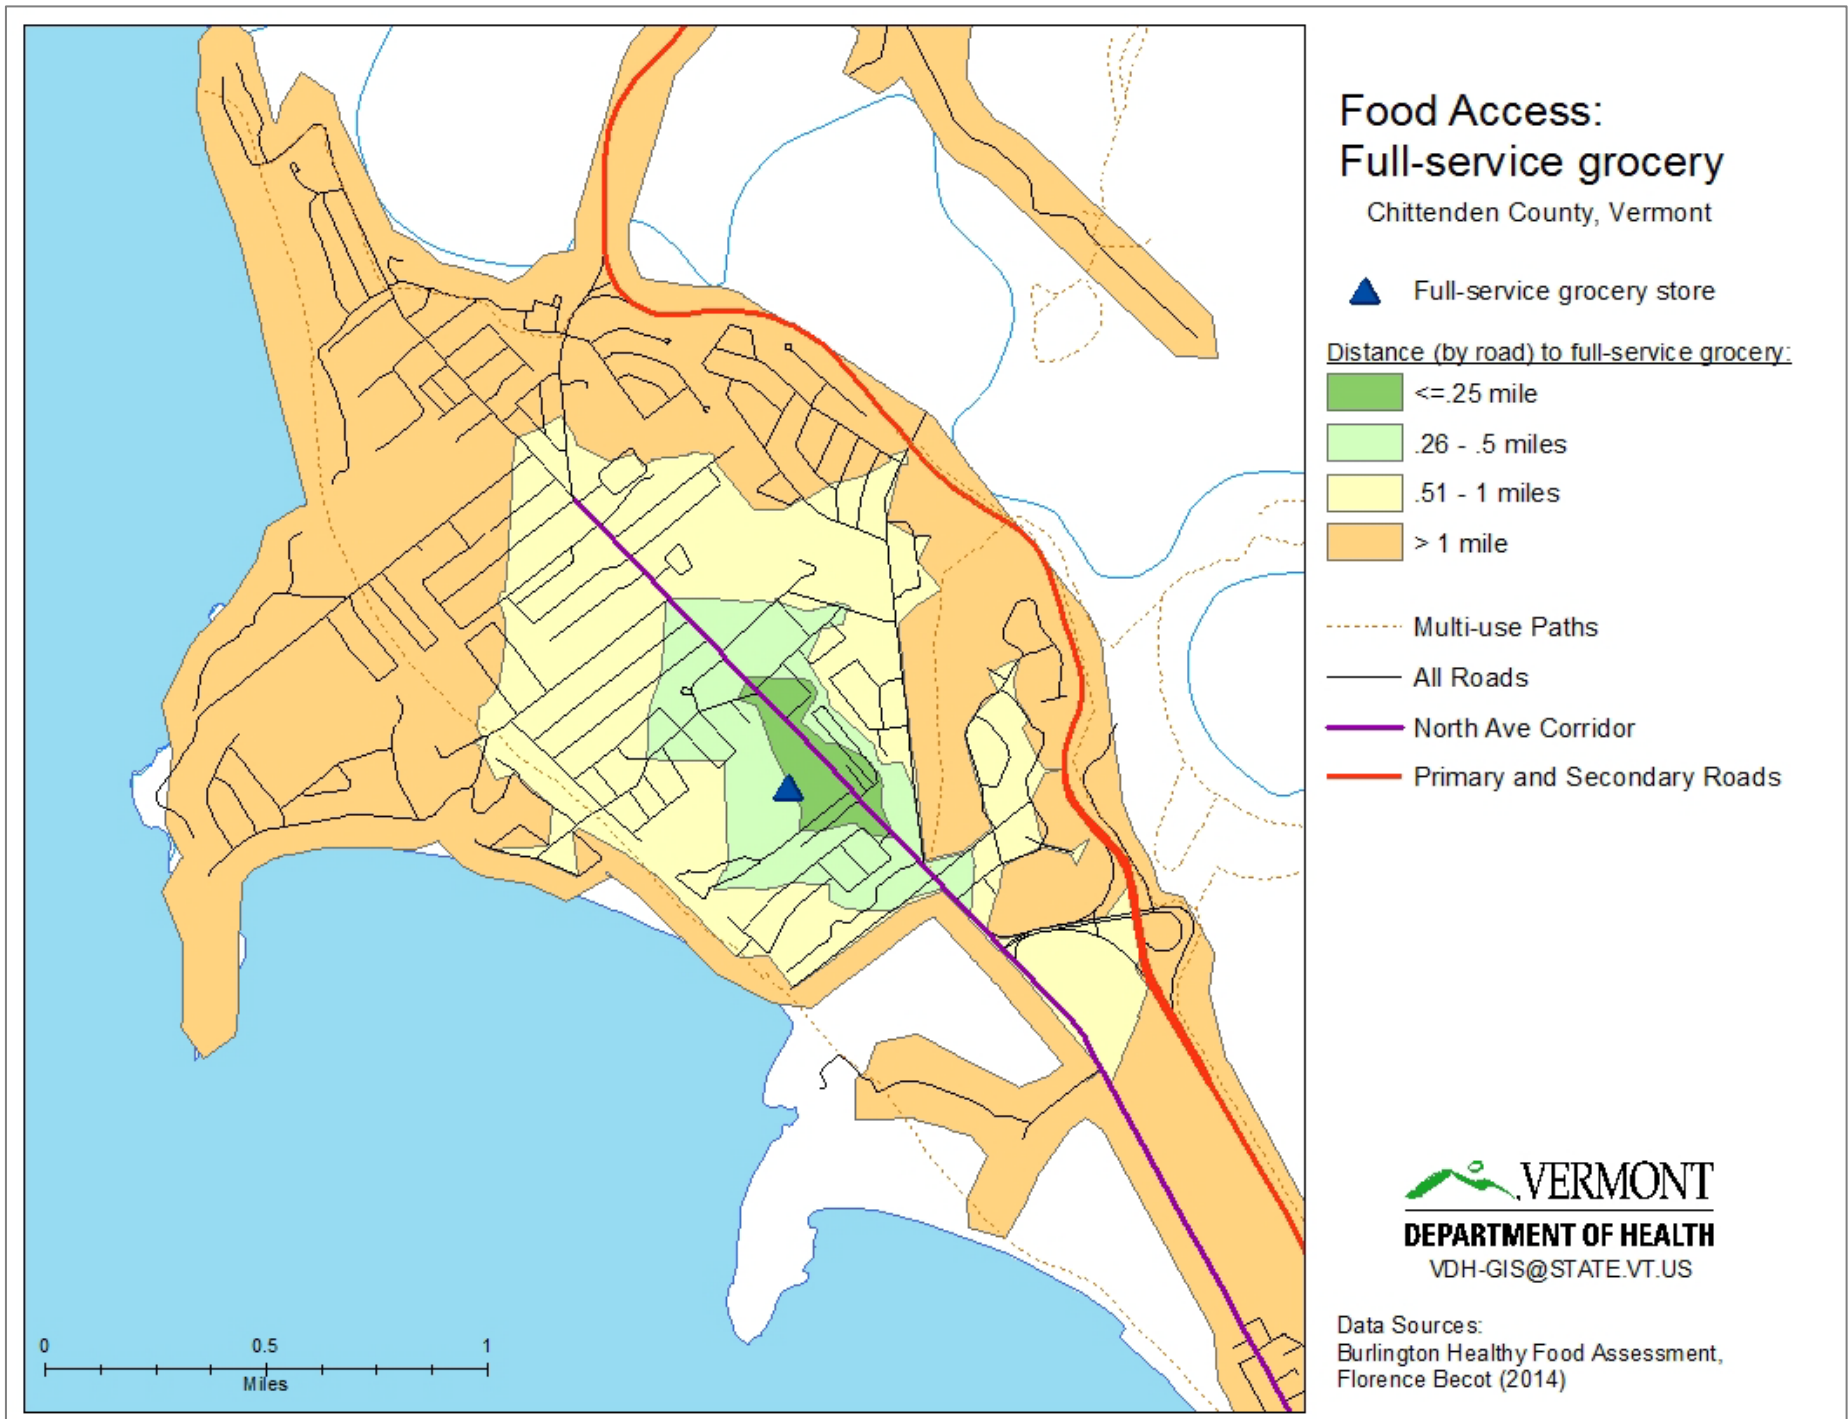 Food Access:
Full-service grocery
Chittenden County, Vermont
Full-service grocery store
Distance (by road) to full-service grocery:
<=.25 mile
.26 - .5 miles
.51 - 1 miles
> 1 mile
Multi-use Paths
All Roads
North Ave Corridor
Primary and Secondary Roads
VERMONT
DEPARTMENT OF HEALTH
VDH-GIS@STATE.VT.US
Data Sources:
Burlington Healthy Food Assessment,
Florence Becot (2014)
0 0.5 1
Miles